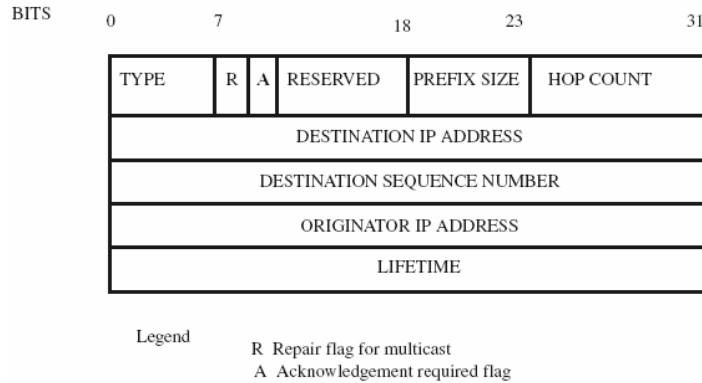 BITS 0 7 18 23 31
TYPE R A RESERVED PREFIX SIZE HOP COUNT
DESTINATION IP ADDRESS
DESTINATION SEQUENCE NUMBER
ORIGINATOR IP ADDRESS
LIFETIME
Legend
R Repair flag for multicast
A Acknowledgement required flag